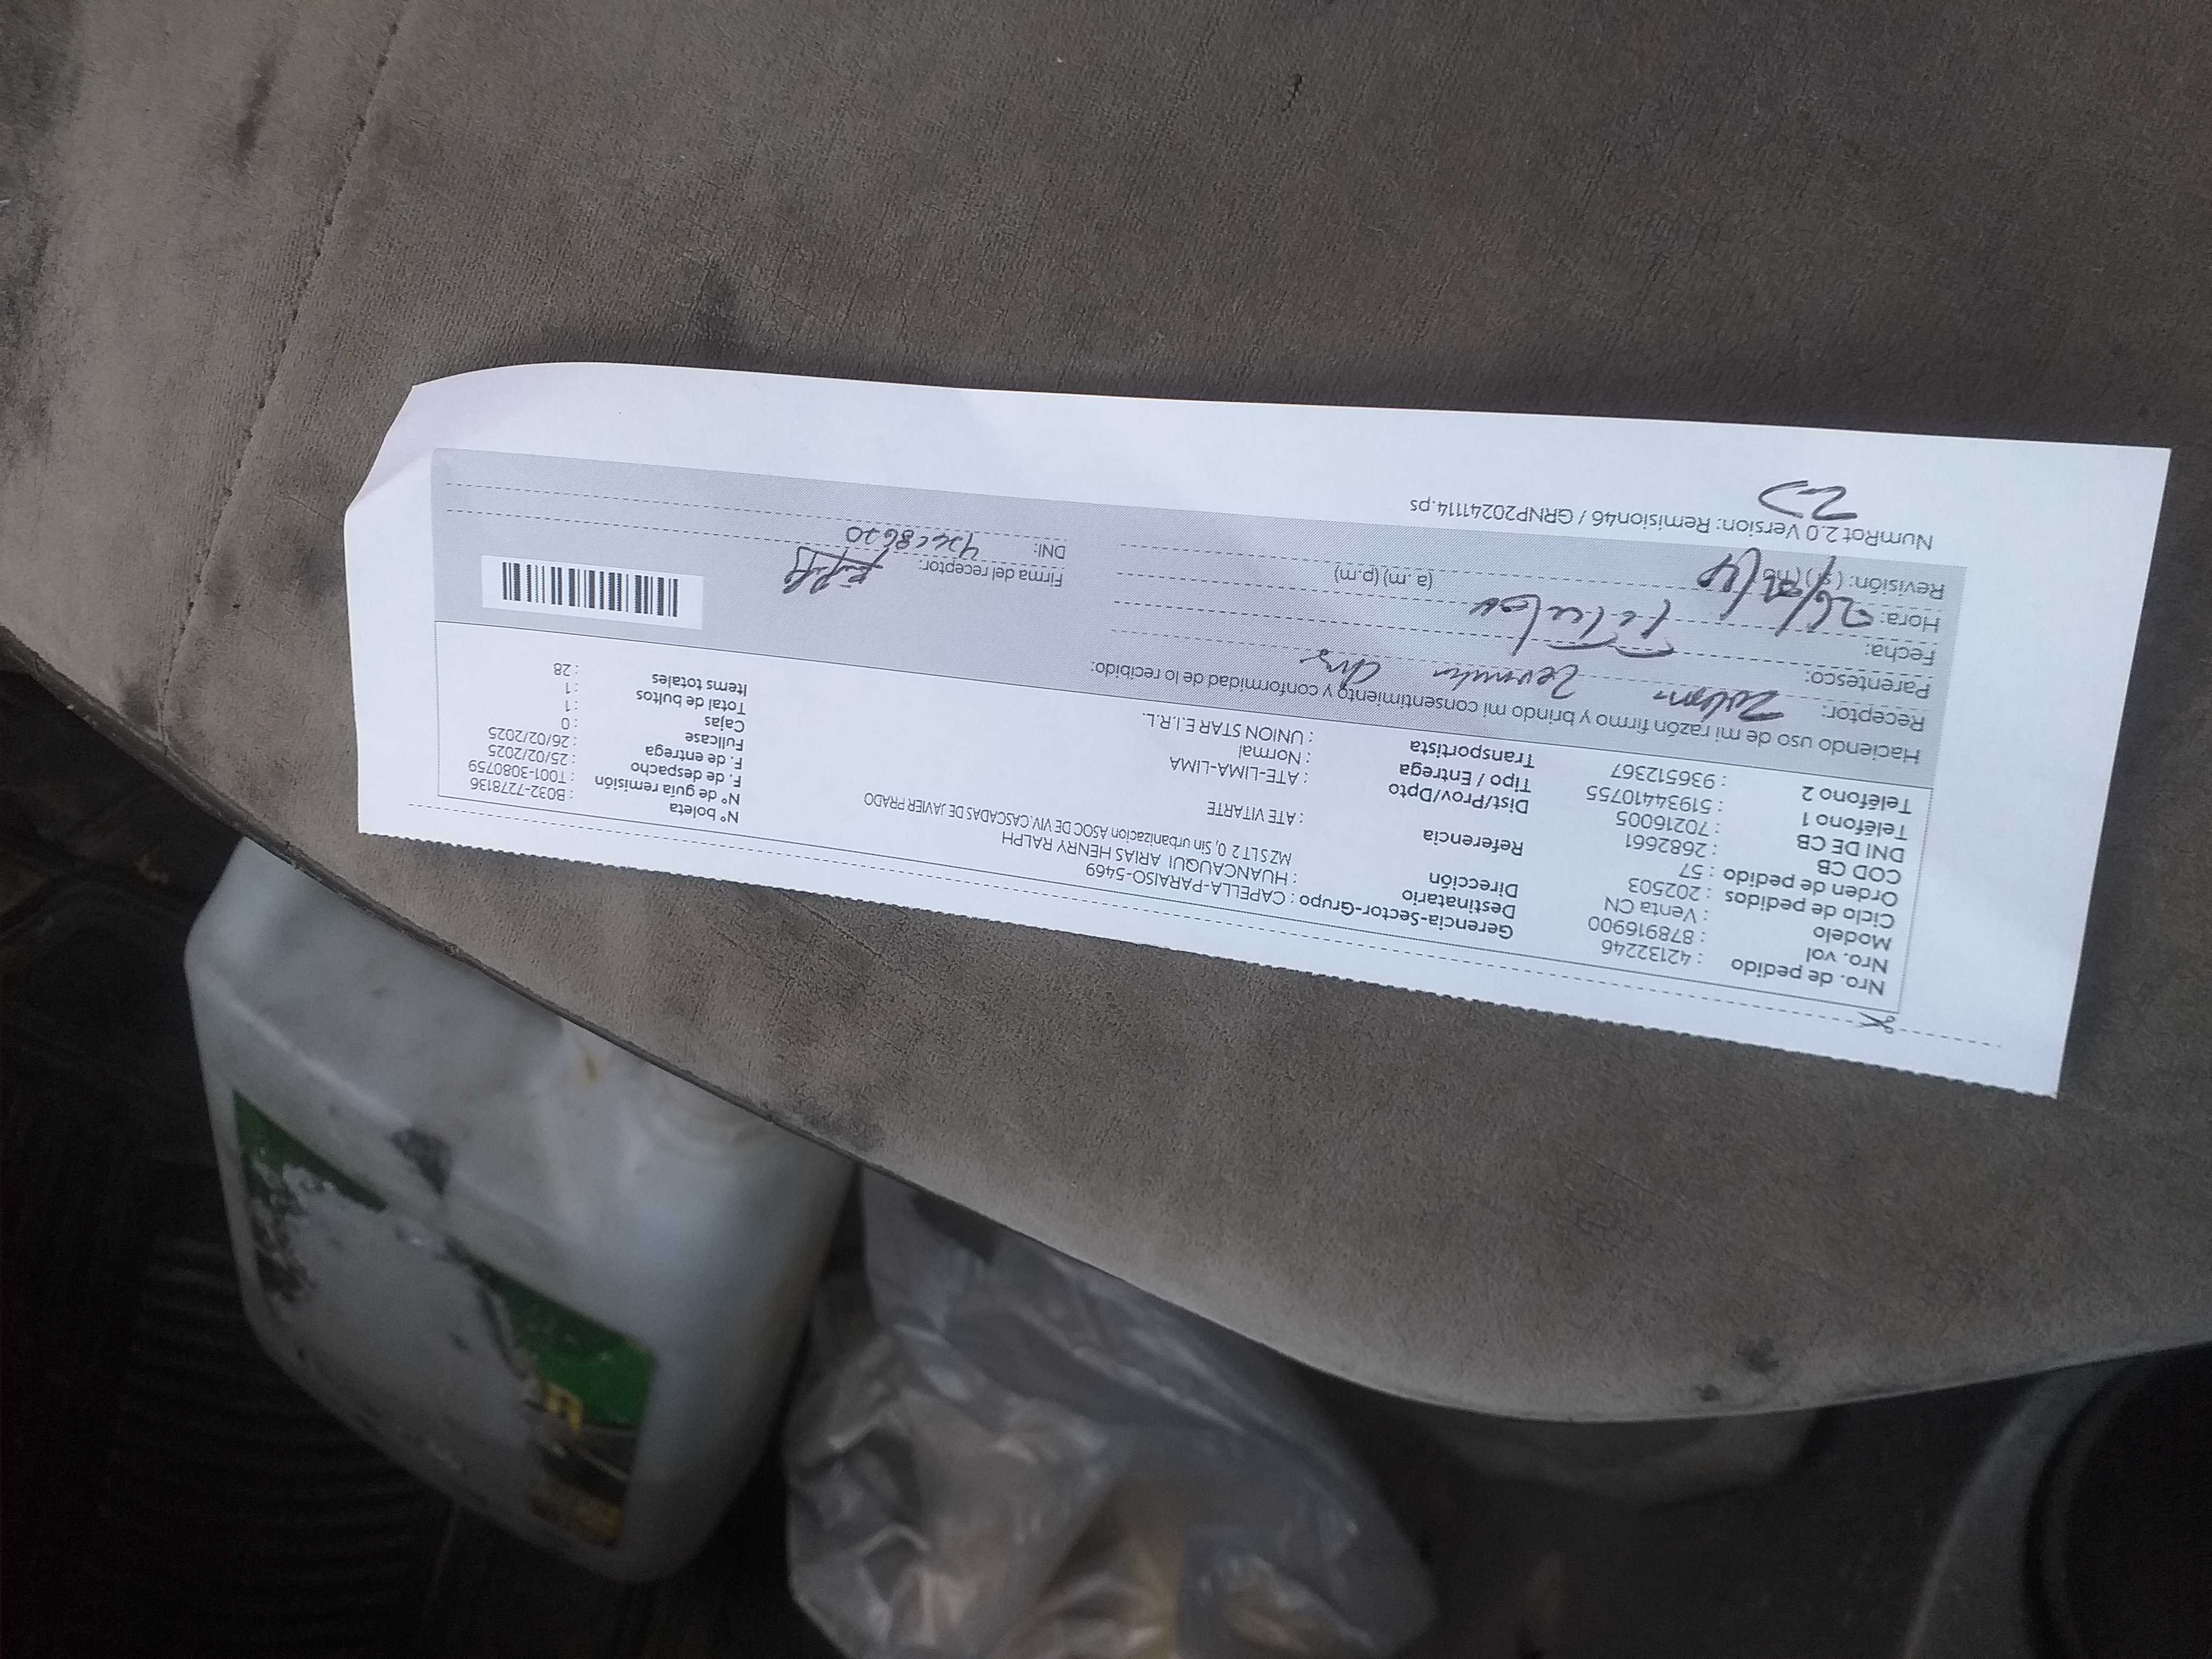 Nro. de pedido : 42132246
Nro. vol : 878916900
Modelo : Venta CN
Ciclo de pedidos : 202503
Orden de pedido : 57
COD CB : 2682661
DNI DE CB : 70216005
Teléfono 1 : 51934410755
Teléfono 2 : 936512367
Gerencia-Sector-Grupo : CAPELLA-PARAISO-5469
Destinatario : HUANCAUQUI ARIAS HENRY RALPH
Dirección MZ S LT 2 0, Sin urbanizacion ASOC DE VIV.CASCADAS DE JAVIER PRADO
Referencia : ATE VITARTE
Dist/Prov/Dpto : ATE-LIMA-LIMA
Tipo / Entrega : Normal
Transportista : UNION STAR E.I.R.L.
N° boleta : B032-7278136
N° de guía remisión : T001-3080759
F. de despacho : 25/02/2025
F. de entrega : 26/02/2025
Fullcase : 0
Cajas : 1
Total de bultos : 1
Items totales : 28
Haciendo uso de mi razón firmo y brindo mi consentimiento y conformidad de lo recibido:
Receptor:
Parentesco: Titular
Fecha:
Hora: (a.m) (p.m)
Revisión: (sí) (no)
Firma del receptor:
DNI:
NumRot 2.0 Version: Remision46 / GRNP20241114.ps